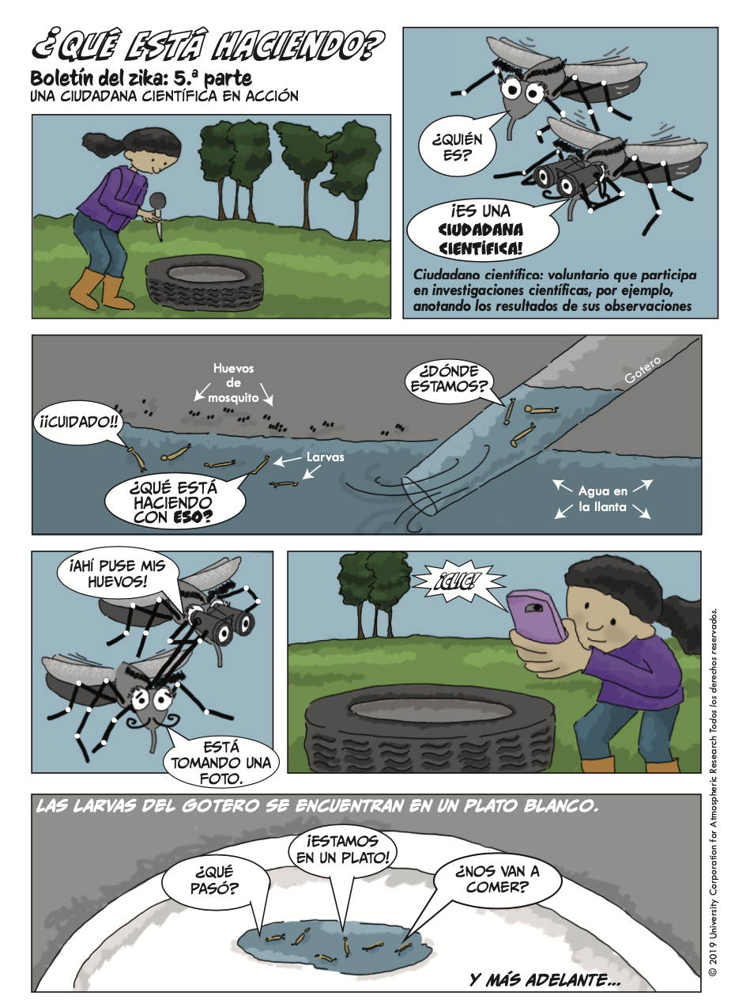 ¿QUÉ ESTÁ HACIENDO?
Boletín del zika: 5.ª parte
UNA CIUDADANA CIENTÍFICA EN ACCIÓN
¿QUIÉN
ES?
¡ES UNA
CIUDADANA
CIENTÍFICA!
Ciudadano científico: voluntario que participa
en investigaciones científicas, por ejemplo,
anotando los resultados de sus observaciones
Huevos
de
mosquito
¿DÓNDE
ESTAMOS?
Gotero
¡¡CUIDADO!!
Larvas
¿QUÉ ESTÁ
HACIENDO
CON ESO?
Agua en
la llanta
¡AHÍ PUSE MIS
HUEVOS!
ESTÁ
TOMANDO UNA
FOTO.
¡CLIC!
LAS LARVAS DEL GOTERO SE ENCUENTRAN EN UN PLATO BLANCO.
¿QUÉ
PASÓ?
¡ESTAMOS
EN UN PLATO!
¿NOS VAN A
COMER?
Y MÁS ADELANTE...
© 2019 University Corporation for Atmospheric Research Todos los derechos reservados.